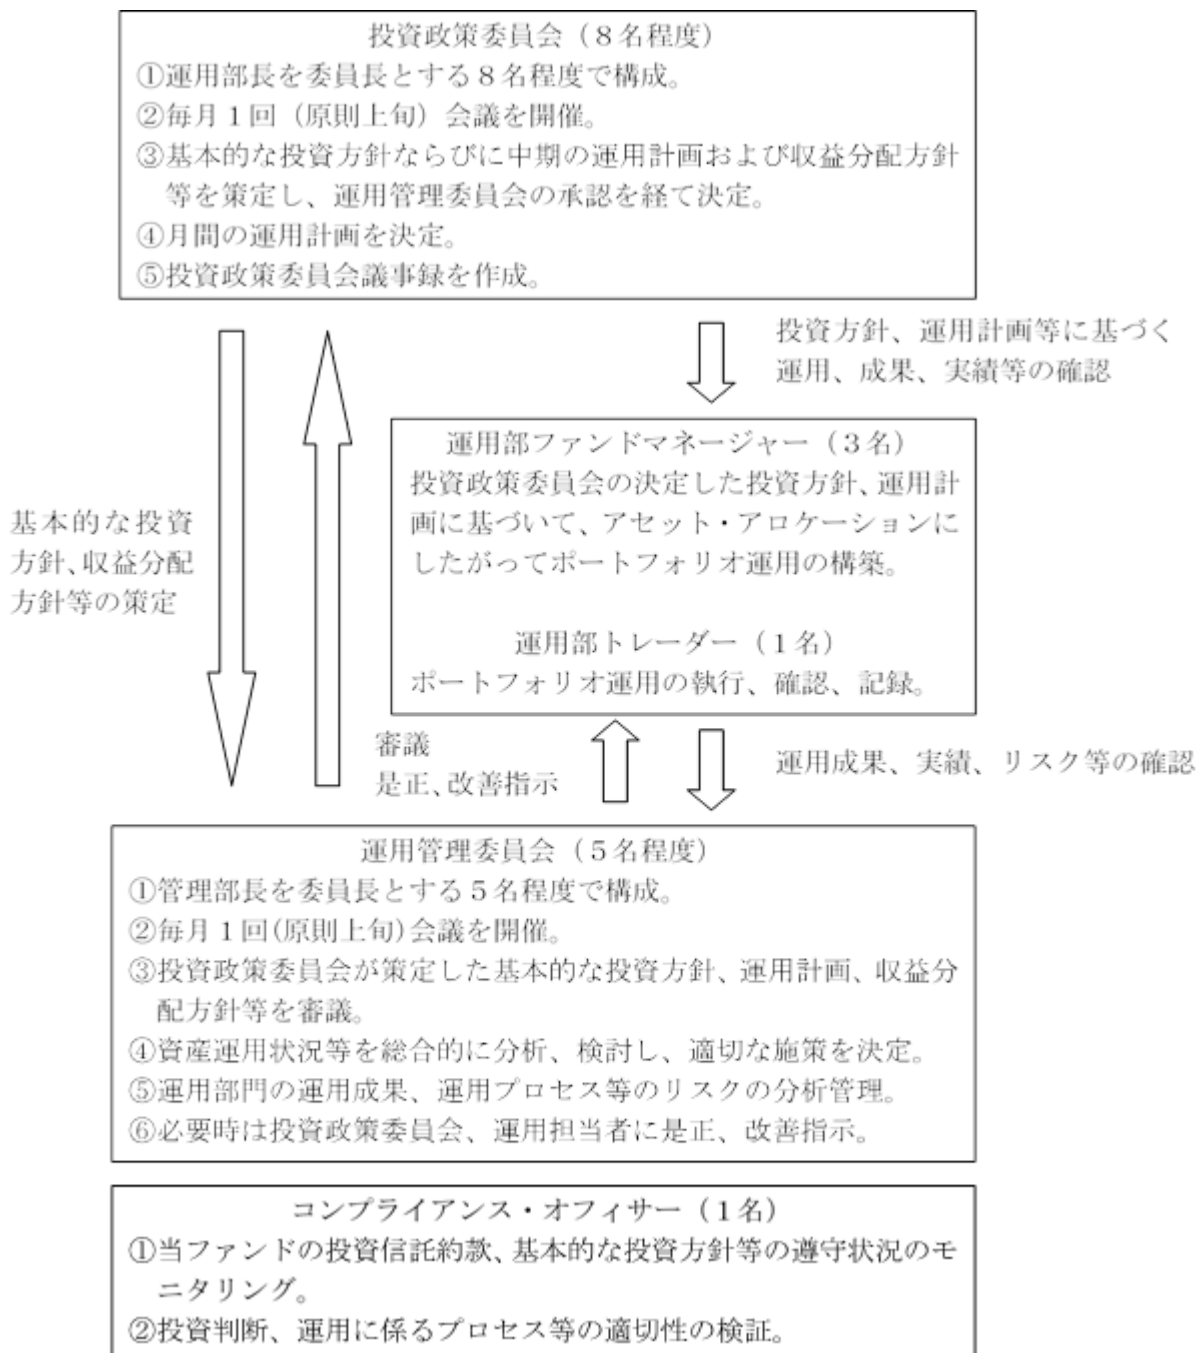 投資政策委員会（８名程度）
①運用部長を委員長とする８名程度で構成。
②毎月１回（原則上旬）会議を開催。
③基本的な投資方針ならびに中期の運用計画および収益分配方針
等を策定し、運用管理委員会の承認を経て決定。
④月間の運用計画を決定。
⑤投資政策委員会議事録を作成。
投資方針、運用計画等に基づく
運用、成果、実績等の確認
運用部ファンドマネージャー（３名）
投資政策委員会の決定した投資方針、運用計
画に基づいて、アセット・アロケーションに
したがってポートフォリオ運用の構築。
運用部トレーダー（１名）
ポートフォリオ運用の執行、確認、記録。
基本的な投資
方針、収益分配
方針等の策定
審議
是正、改善指示
運用成果、実績、リスク等の確認
運用管理委員会（５名程度）
①管理部長を委員長とする５名程度で構成。
②毎月１回(原則上旬)会議を開催。
③投資政策委員会が策定した基本的な投資方針、運用計画、収益分
配方針等を審議。
④資産運用状況等を総合的に分析、検討し、適切な施策を決定。
⑤運用部門の運用成果、運用プロセス等のリスクの分析管理。
⑥必要時は投資政策委員会、運用担当者に是正、改善指示。
コンプライアンス・オフィサー（１名）
①当ファンドの投資信託約款、基本的な投資方針等の遵守状況のモ
ニタリング。
②投資判断、運用に係るプロセス等の適切性の検証。